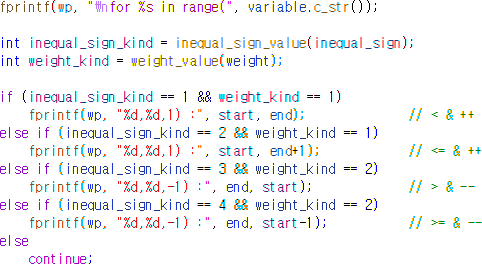 fprintf(wp, "₩nfor %s in range(", variable.c_str());
int inequal_sign_kind = inequal_sign_value(inequal_sign);
int weight_kind = weight_value(weight);
if (inequal_sign_kind == 1 && weight_kind == 1)
fprintf(wp, "%d,%d,1) :", start, end); // < & ++
else if (inequal_sign_kind == 2 && weight_kind == 1)
fprintf(wp, "%d,%d,1) :", start, end+1); // <= & ++
else if (inequal_sign_kind == 3 && weight_kind == 2)
fprintf(wp, "%d,%d,-1) :", end, start); // > & --
else if (inequal_sign_kind == 4 && weight_kind == 2)
fprintf(wp, "%d,%d,-1) :", end, start-1); // >= & --
else
continue;